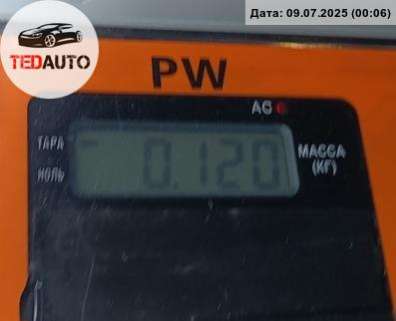 Дата: 09.07.2025 (00:06)
TEDAUTO
PW
AC
ТАРА
НОЛЬ
0.120
МАССА
(КГ)